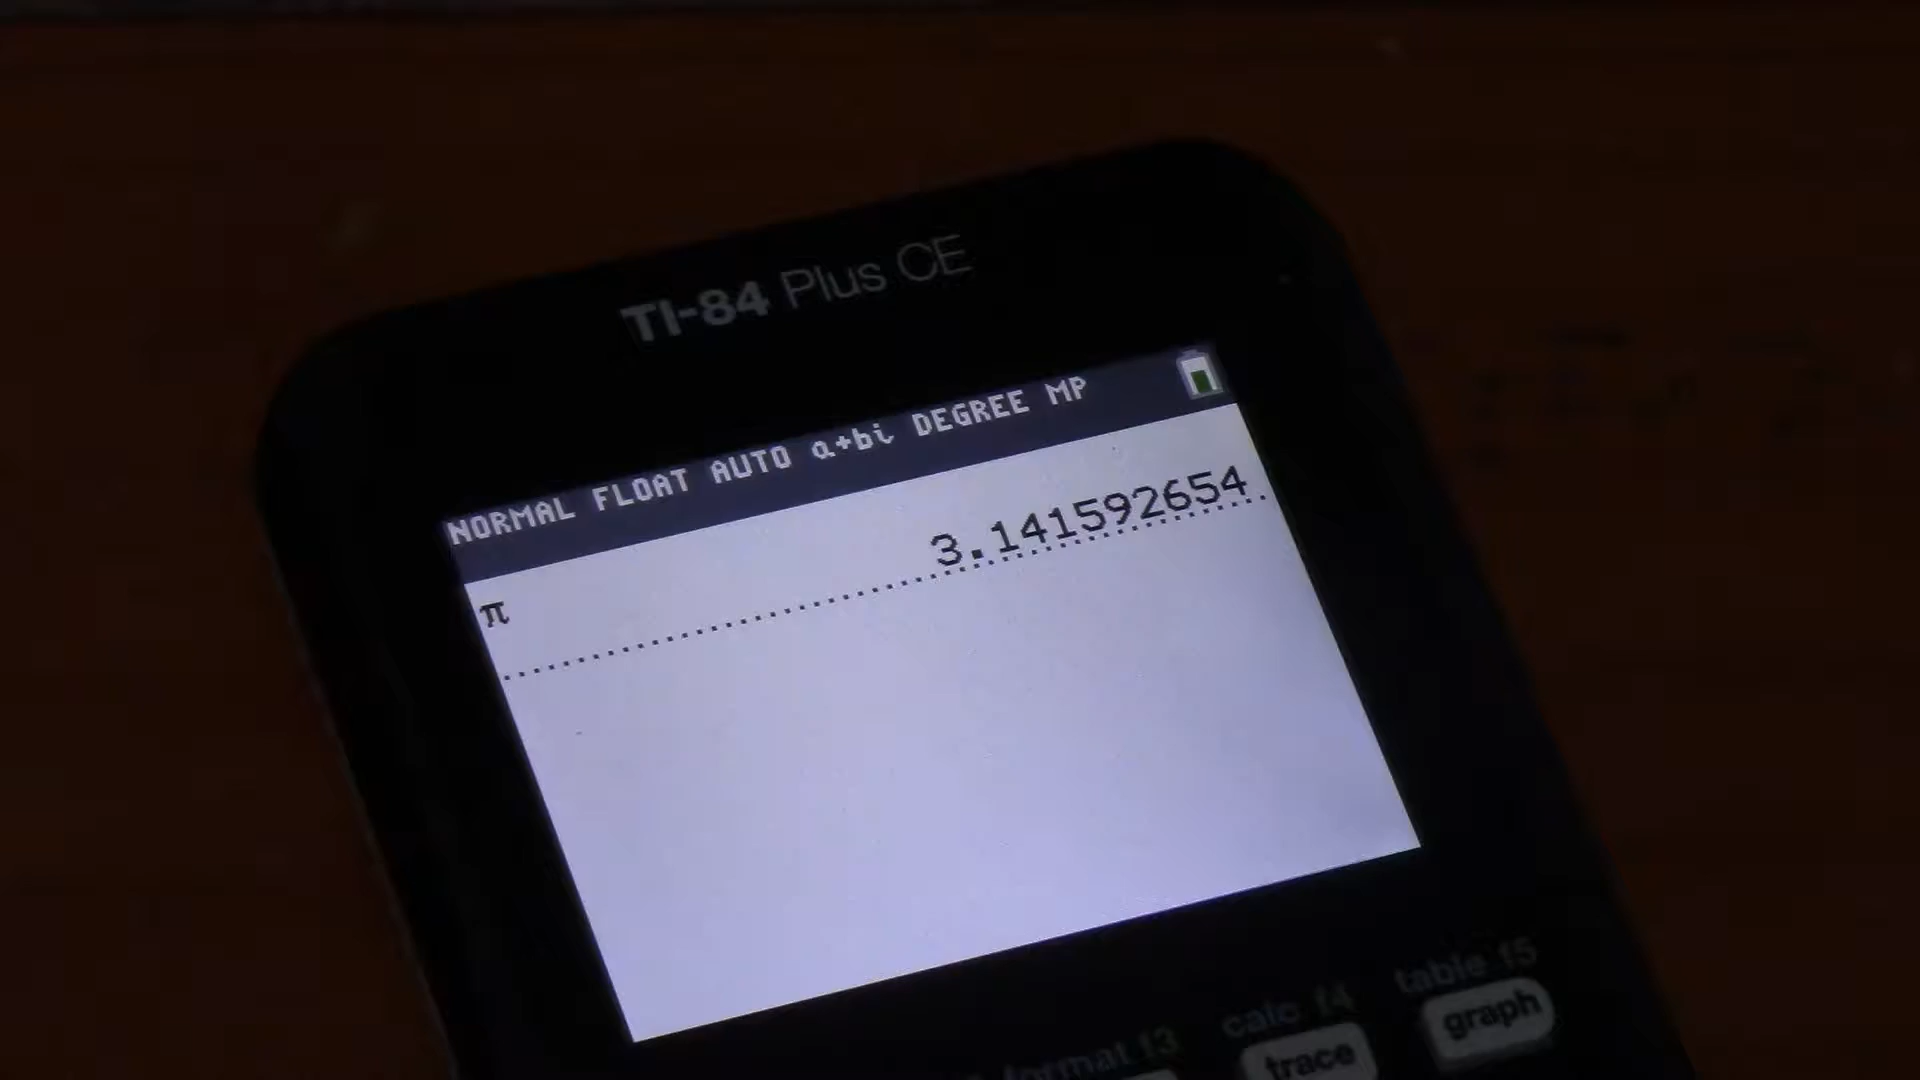 TI-84 Plus CE
NORMAL FLOAT AUTO a+bi DEGREE MP
π
3.141592654
format f3 calc f4 table f5
trace graph